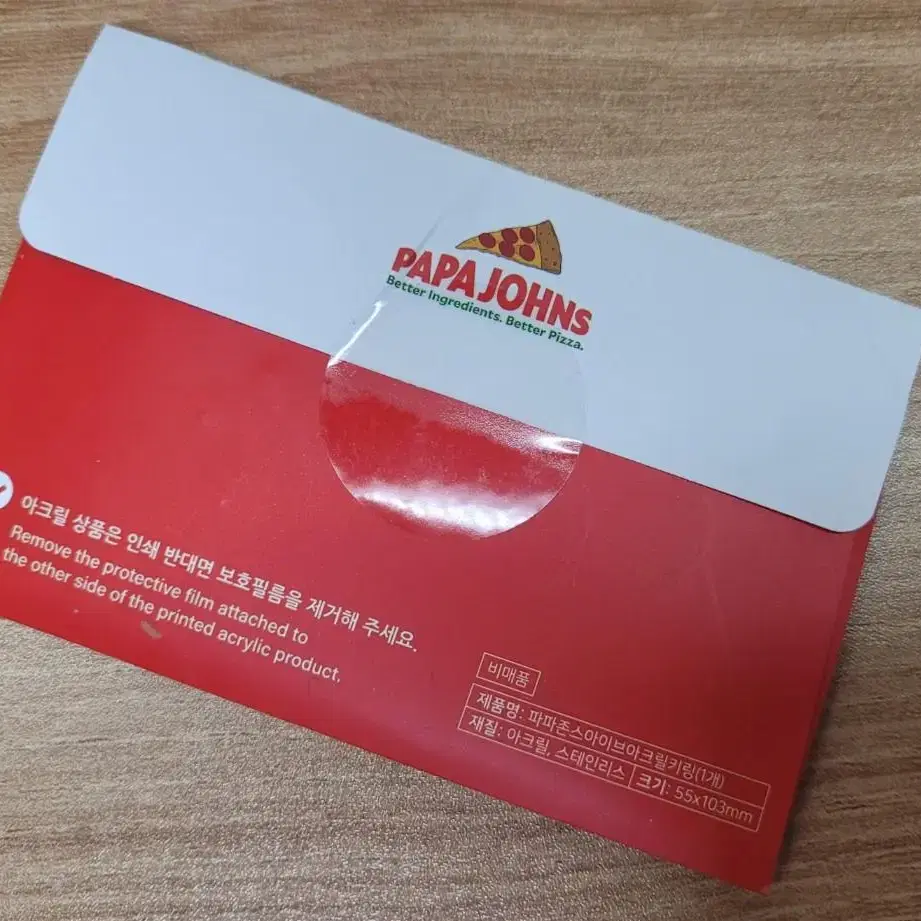 PAPA JOHNS
Better Ingredients. Better Pizza.
아크릴 상품은 인쇄 반대면 보호필름을 제거해 주세요.
Remove the protective film attached to
the other side of the printed acrylic product.
비매품
제품명: 파파존스아이브아크릴키링(1개)
재질: 아크릴, 스테인리스 크기: 55x103mm